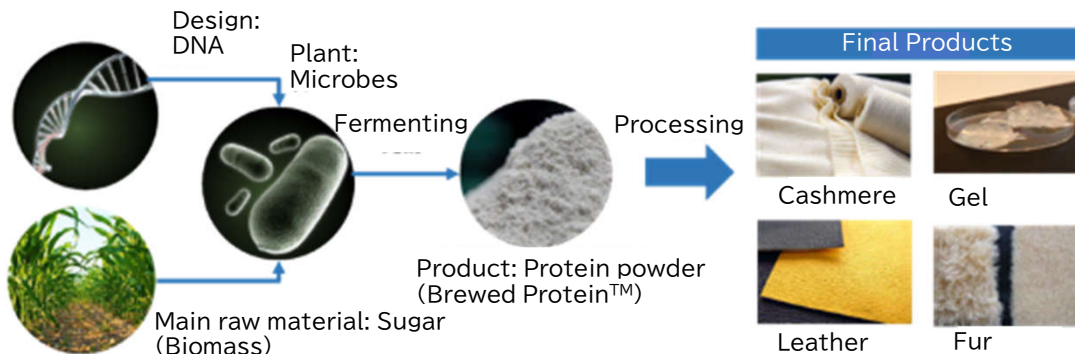 Design:
DNA
Plant:
Microbes
Fermenting
Processing
Product: Protein powder
(Brewed Protein™)
Main raw material: Sugar
(Biomass)
Final Products
Cashmere
Gel
Leather
Fur